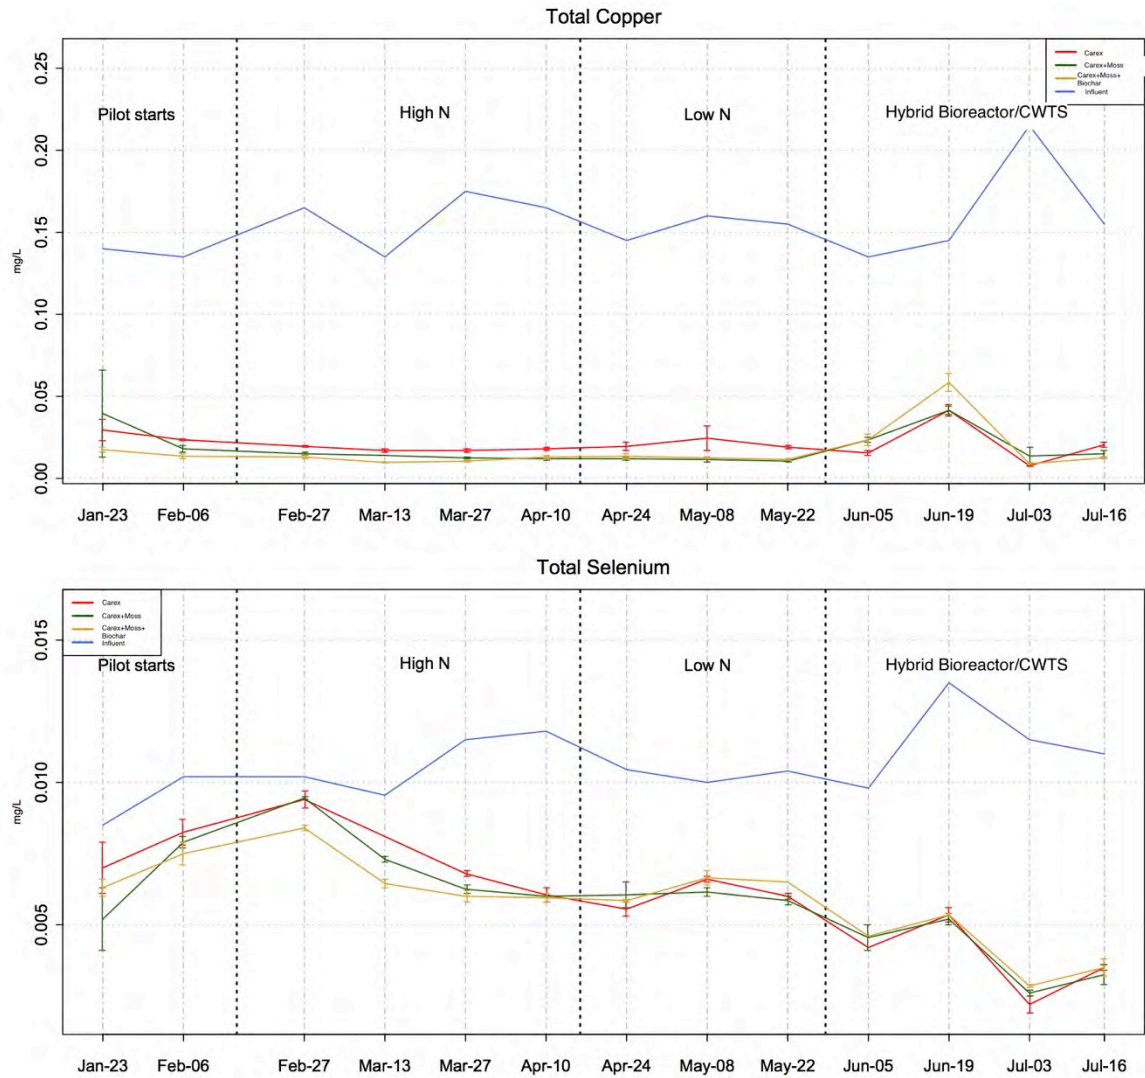 Total Copper
0.25
0.20
0.15
0.10
0.05
0.00
mg/L
Pilot starts
High N
Low N
Hybrid Bioreactor/CWTS
Carex
Carex+Moss
Carex+Moss+
Biochar
Influent
Jan-23 Feb-06 Feb-27 Mar-13 Mar-27 Apr-10 Apr-24 May-08 May-22 Jun-05 Jun-19 Jul-03 Jul-16
Total Selenium
Carex
Carex+Moss
Carex+Moss+
Biochar
Influent
0.015
0.010
0.005
mg/L
Pilot starts
High N
Low N
Hybrid Bioreactor/CWTS
Jan-23 Feb-06 Feb-27 Mar-13 Mar-27 Apr-10 Apr-24 May-08 May-22 Jun-05 Jun-19 Jul-03 Jul-16